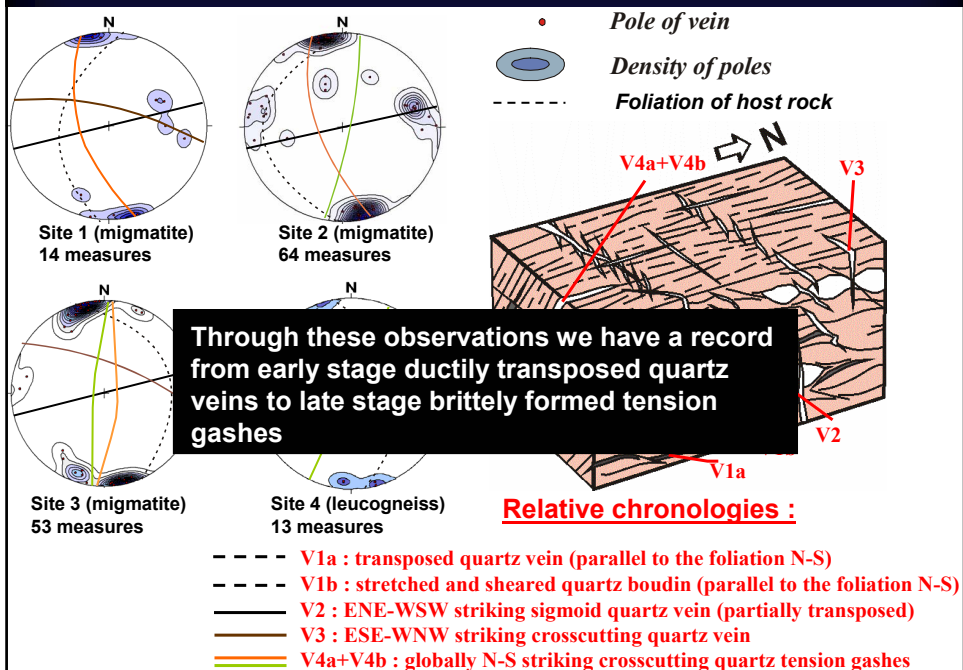 N
N
Pole of vein
Density of poles
Foliation of host rock
N
V4a+V4b
V3
Site 1 (migmatite)
14 measures
Site 2 (migmatite)
64 measures
N
N
Through these observations we have a record
from early stage ductily transposed quartz
veins to late stage brittely formed tension
gashes
V2
V1a
Site 3 (migmatite)
53 measures
Site 4 (leucogneiss)
13 measures
Relative chronologies :
V1a : transposed quartz vein (parallel to the foliation N-S)
V1b : stretched and sheared quartz boudin (parallel to the foliation N-S)
V2 : ENE-WSW striking sigmoid quartz vein (partially transposed)
V3 : ESE-WNW striking crosscutting quartz vein
V4a+V4b : globally N-S striking crosscutting quartz tension gashes